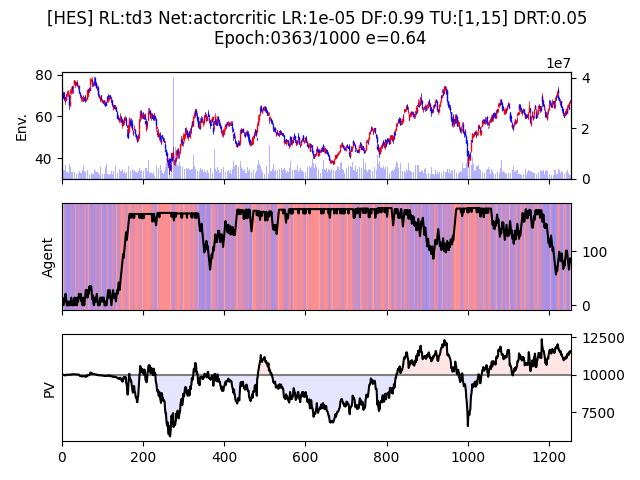 [HES] RL:td3 Net:actorcritic LR:1e-05 DF:0.99 TU:[1,15] DRT:0.05
Epoch:0363/1000 e=0.64
1e7
80
60
40
Env.
4
2
0
Agent
100
0
PV
12500
10000
7500
0 200 400 600 800 1000 1200